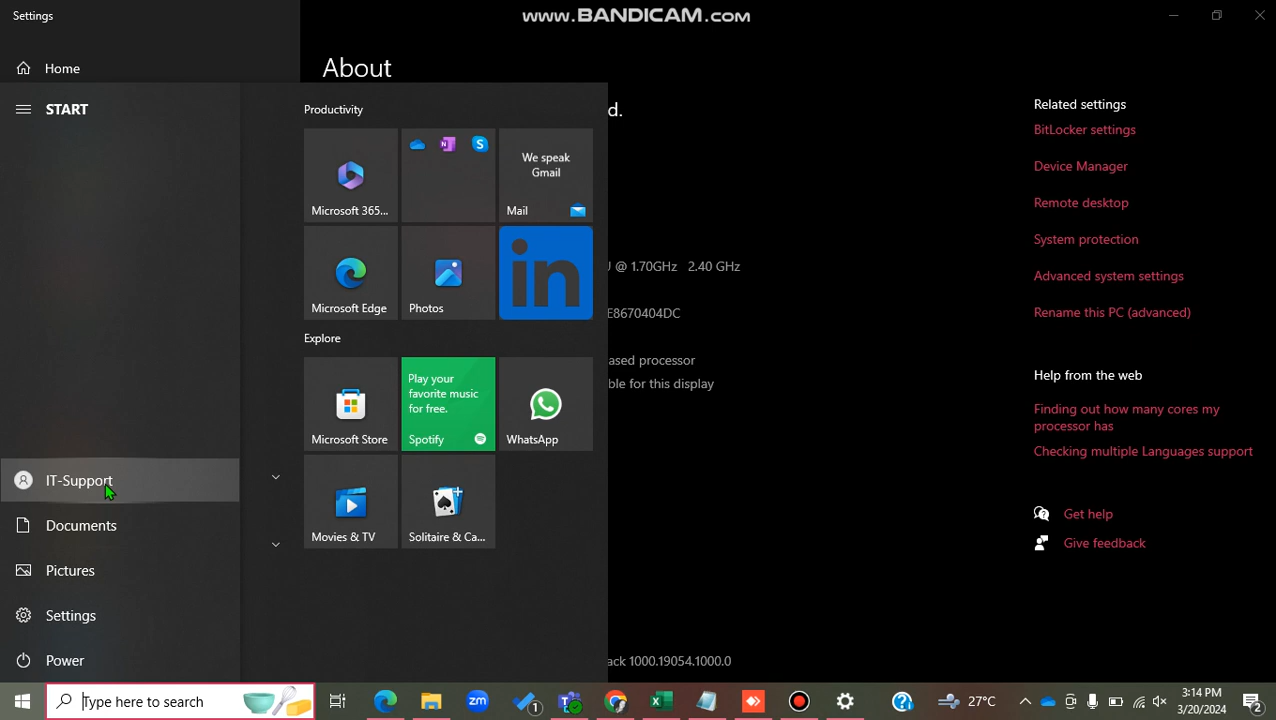 Settings
www.BANDICAM.com
Home
About
START
Productivity
d.
Related settings
BitLocker settings
We speak
Gmail
Device Manager
Microsoft 365...
Mail
Remote desktop
System protection
@ 1.70GHz 2.40 GHz
Advanced system settings
Microsoft Edge
Photos
in
E8670404DC
Rename this PC (advanced)
Explore
ased processor
Help from the web
Play your
favorite music
for free.
ble for this display
Finding out how many cores my
processor has
Microsoft Store
Spotify
WhatsApp
Checking multiple Languages support
IT-Support
Documents
Get help
Movies & TV
Solitaire & Ca...
Give feedback
Pictures
Settings
Power
ack 1000.19054.1000.0
Type here to search
zm
1
27°C
3:14 PM
3/20/2024
2